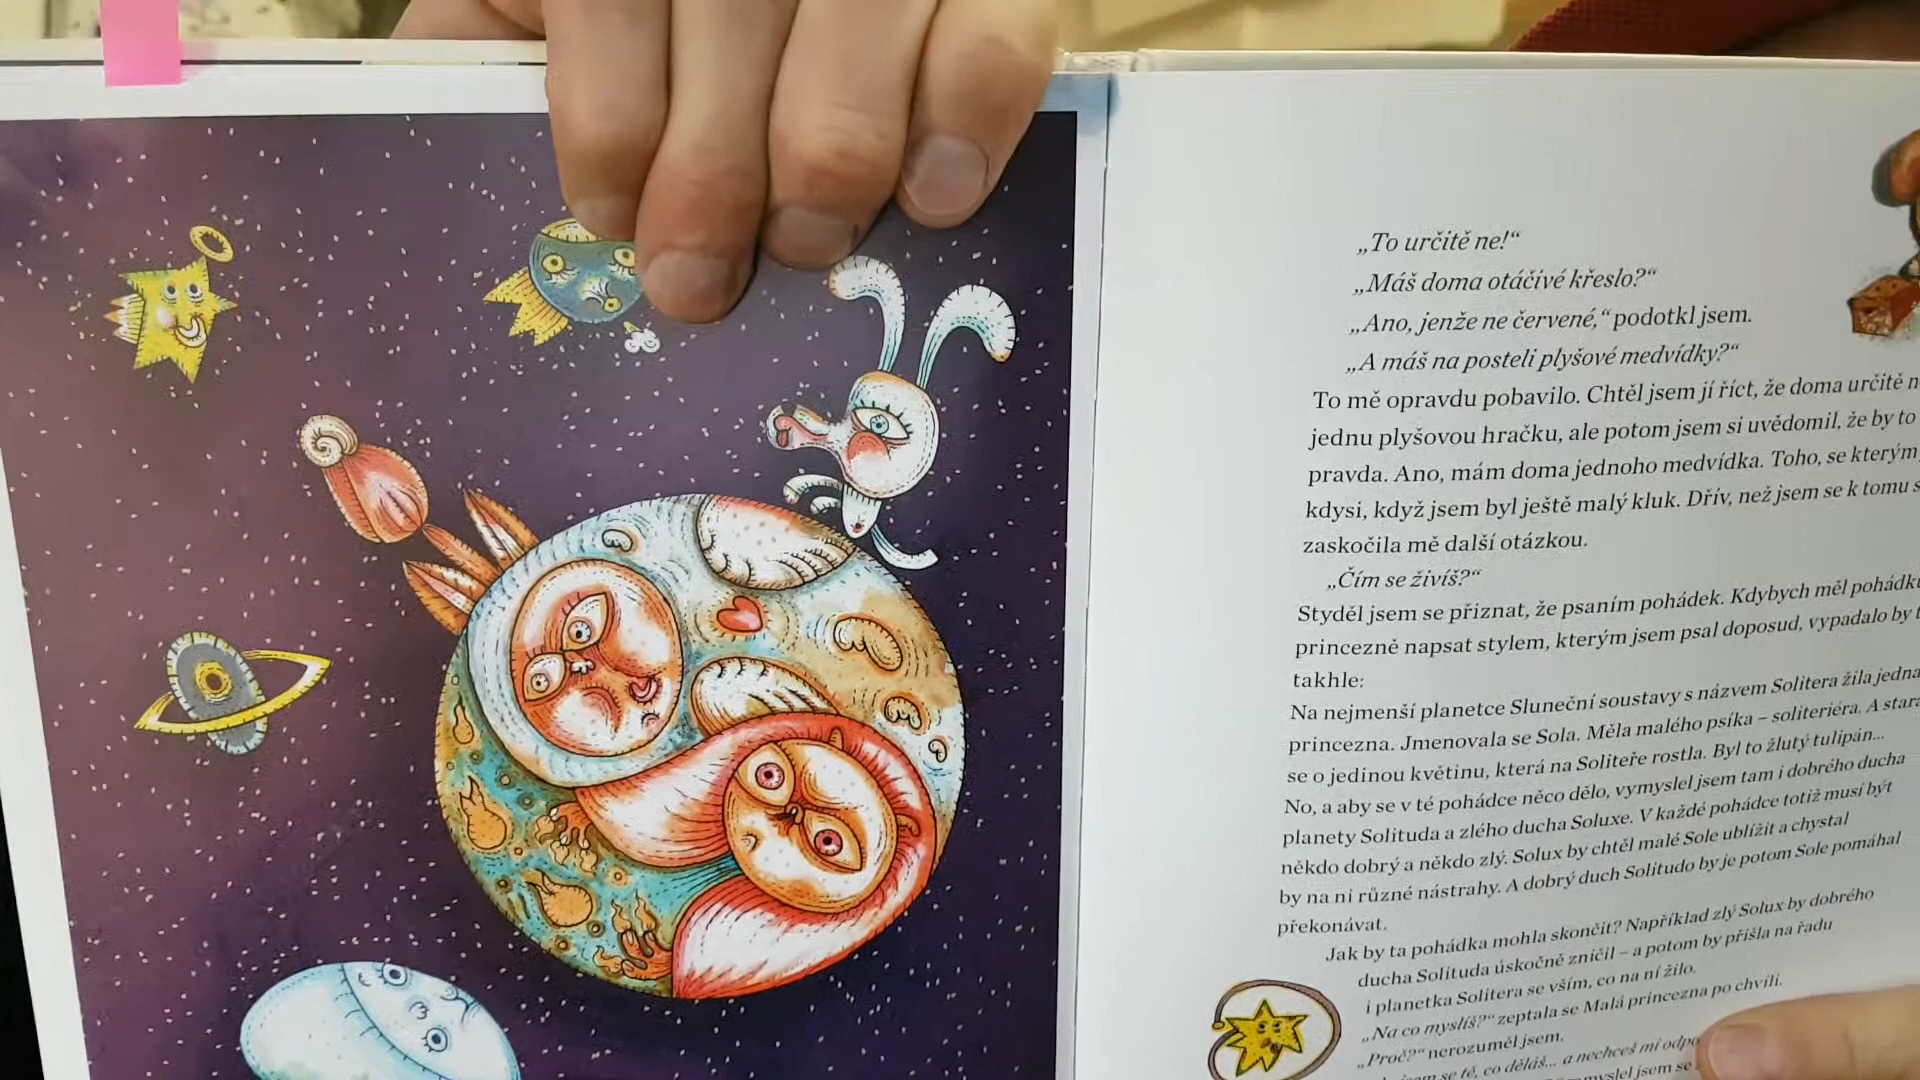 „To určitě ne!“
„Máš doma otáčivé křeslo?“
„Ano, jenže ne červené,“ podotkl jsem.
„A máš na posteli plyšové medvídky?“
To mě opravdu pobavilo. Chtěl jsem jí říct, že doma určitě
jednu plyšovou hračku, ale potom jsem si uvědomil, že by to
pravda. Ano, mám doma jednoho medvídka. Toho, se kterým
kdysi, když jsem byl ještě malý kluk. Dřív, než jsem se k tomu
zaskočila mě další otázkou.
„Čím se živíš?“
Styděl jsem se přiznat, že psaním pohádek. Kdybych měl pohádku
princezně napsat stylem, kterým jsem psal doposud, vypadalo by
takhle:
Na nejmenší planetce Sluneční soustavy s názvem Solitera žila jedna
princezna. Jmenovala se Sola. Měla malého psíka – soliteriéra. A
se o jedinou květinu, která na Soliteře rostla. Byl to žlutý tulipán...
No, a aby se v té pohádce něco dělo, vymyslel jsem tam i dobrého ducha
planety Solituda a zlého ducha Soluxe. V každé pohádce totiž musí být
někdo dobrý a někdo zlý. Solux by chtěl malé Sole ublížit a chystal
by na ni různé nástrahy. A dobrý duch Solitudo by je potom Sole pomáhal
překonávat.
Jak by ta pohádka mohla skončit? Například zlý Solux by dobrého
ducha Solituda úskočně zničil – a potom by přišla na řadu
i planetka Solitera se vším, co na ní žilo.
„Na co myslíš?“ zeptala se Malá princezna po chvíli.
„Proč?“ nerozuměl jsem.
jsem se tě, co děláš... a nechceš mi
jsem se